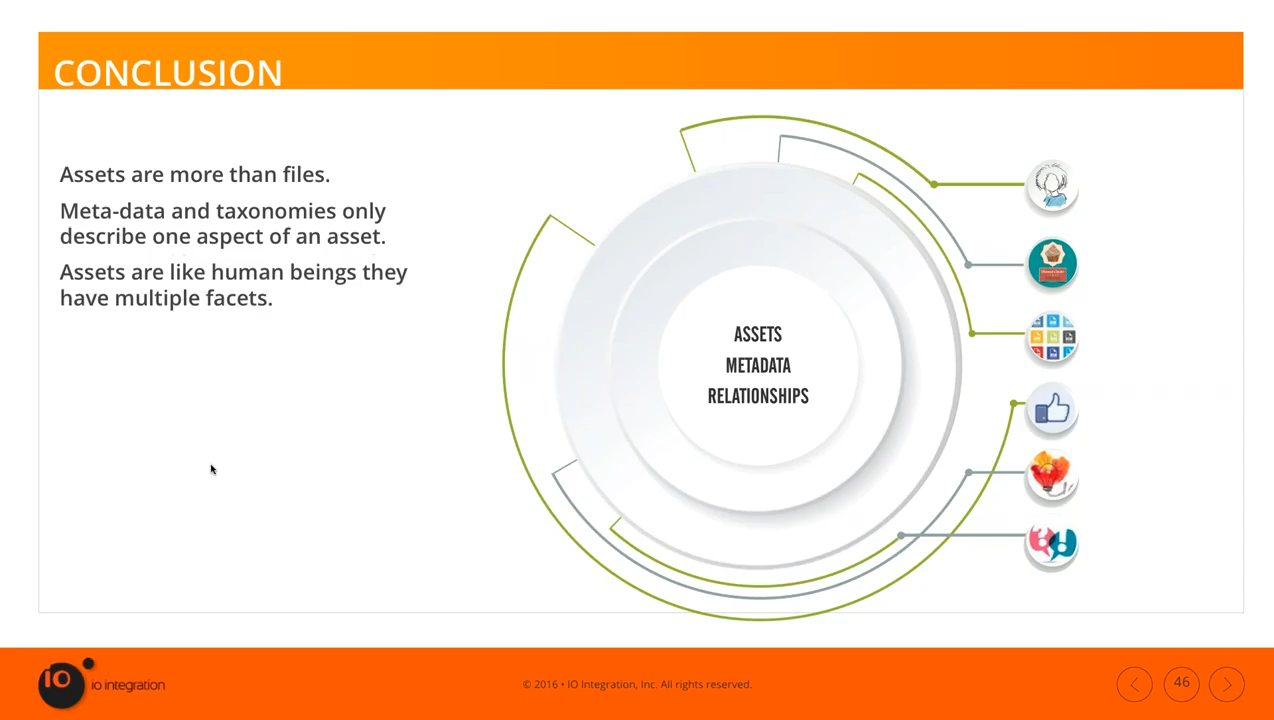 CONCLUSION
Assets are more than files.
Meta-data and taxonomies only
describe one aspect of an asset.
Assets are like human beings they
have multiple facets.
ASSETS
METADATA
RELATIONSHIPS
IO
io integration
© 2016 • IO Integration, Inc. All rights reserved.
46